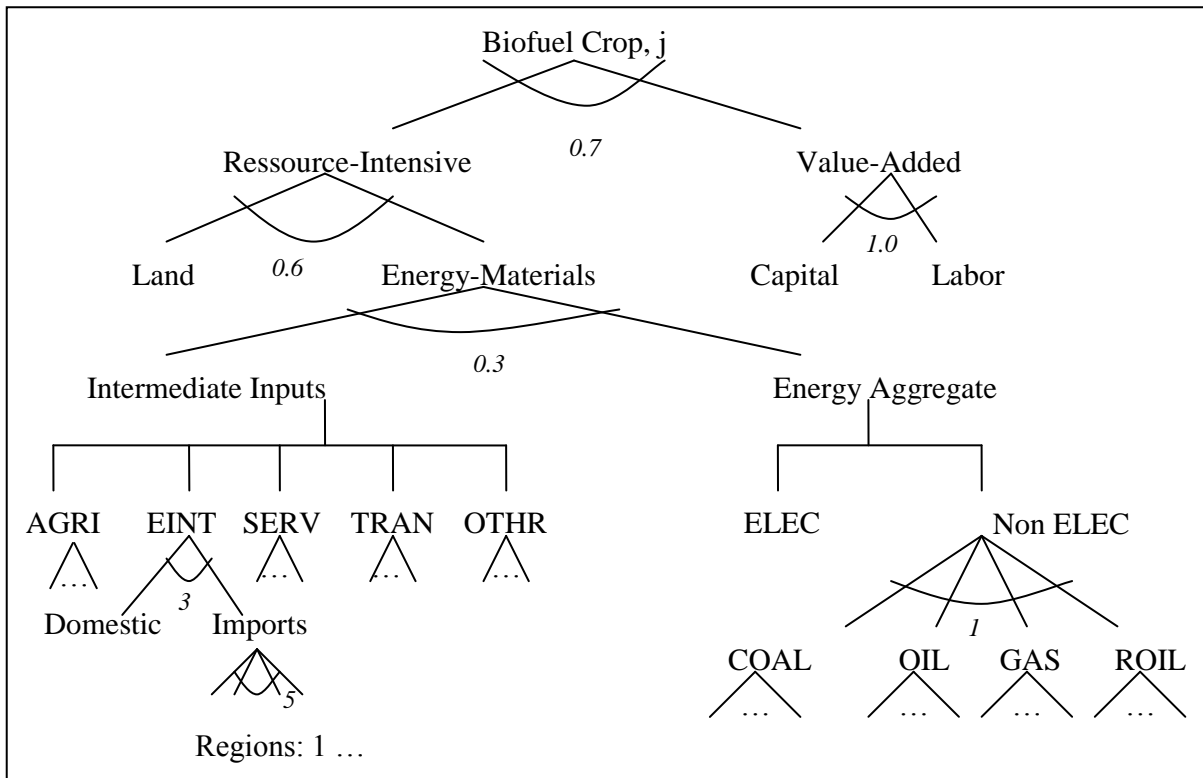 Biofuel Crop, j
0.7
Ressource-Intensive Value-Added
0.6 1.0
Land Energy-Materials Capital Labor
0.3
Intermediate Inputs Energy Aggregate
AGRI EINT SERV TRAN OTHR ELEC Non ELEC
… … … …
3 1
Domestic Imports
COAL OIL GAS ROIL
5
… … … …
Regions: 1 …